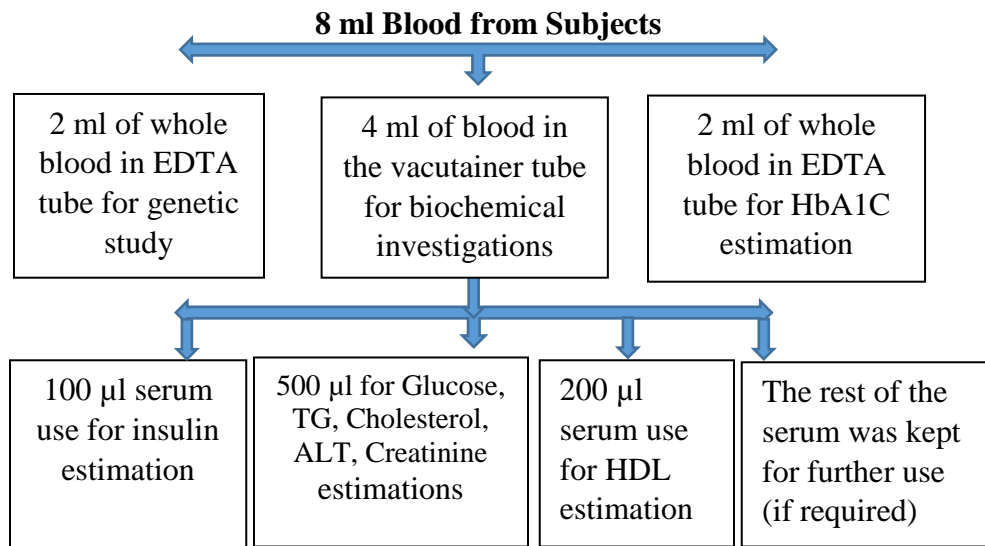 8 ml Blood from Subjects
2 ml of whole
blood in EDTA
tube for genetic
study
4 ml of blood in
the vacutainer tube
for biochemical
investigations
2 ml of whole
blood in EDTA
tube for HbA1C
estimation
100 µl serum
use for insulin
estimation
500 µl for Glucose,
TG, Cholesterol,
ALT, Creatinine
estimations
200 µl
serum use
for HDL
estimation
The rest of the
serum was kept
for further use
(if required)